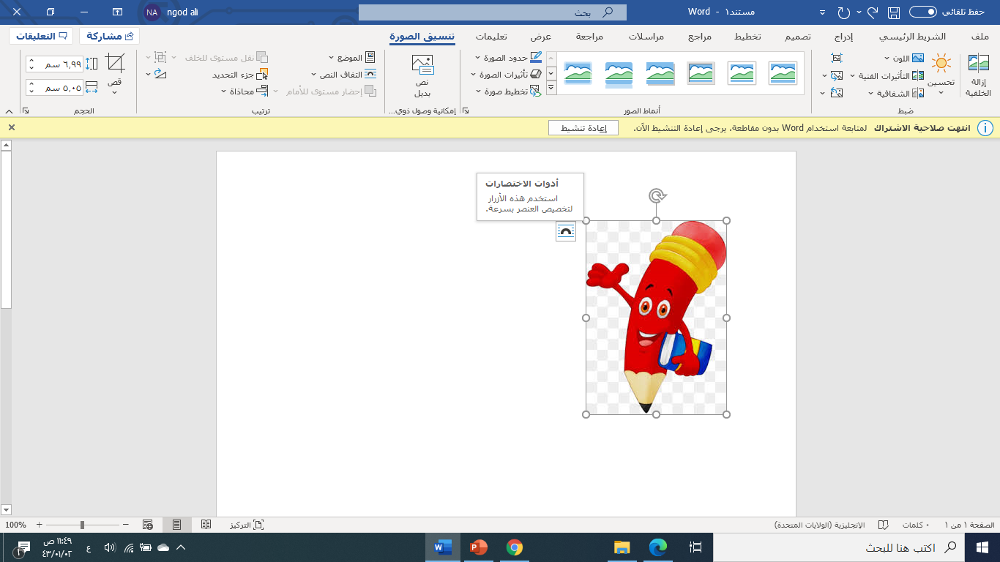 حفظ تلقائي
مستند١ - Word
بحث
ngod ali
NA
ملف
الشريط الرئيسي
إدراج
تصميم
تخطيط
مراجع
مراسلات
مراجعة
عرض
تعليمات
تنسيق الصورة
مشاركة
التعليقات
إزالة
الخلفية
تحسين
اللون
التأثيرات الفنية
الشفافية
ضبط
أنماط الصور
حدود الصورة
تأثيرات الصورة
تخطيط صورة
نص
بديل
إمكانية وصول ذوي...
الموضع
التفاف النص
إحضار مستوى للأمام
نقل مستوى للخلف
جزء التحديد
محاذاة
ترتيب
قص
٦,٩٩ سم
٥,٠٥ سم
الحجم
انتهت صلاحية الاشتراك لمتابعة استخدام Word بدون مقاطعة، يرجى إعادة التنشيط الآن.
إعادة تنشيط
أدوات الاختصارات
استخدم هذه الأزرار
لتخصيص العنصر بسرعة.
الصفحة ١ من ١
٠ كلمات
الإنجليزية (الولايات المتحدة)
التركيز
100%
اكتب هنا للبحث
ع
١١:٤٩ ص
٤٣/٠١/٠٢
١